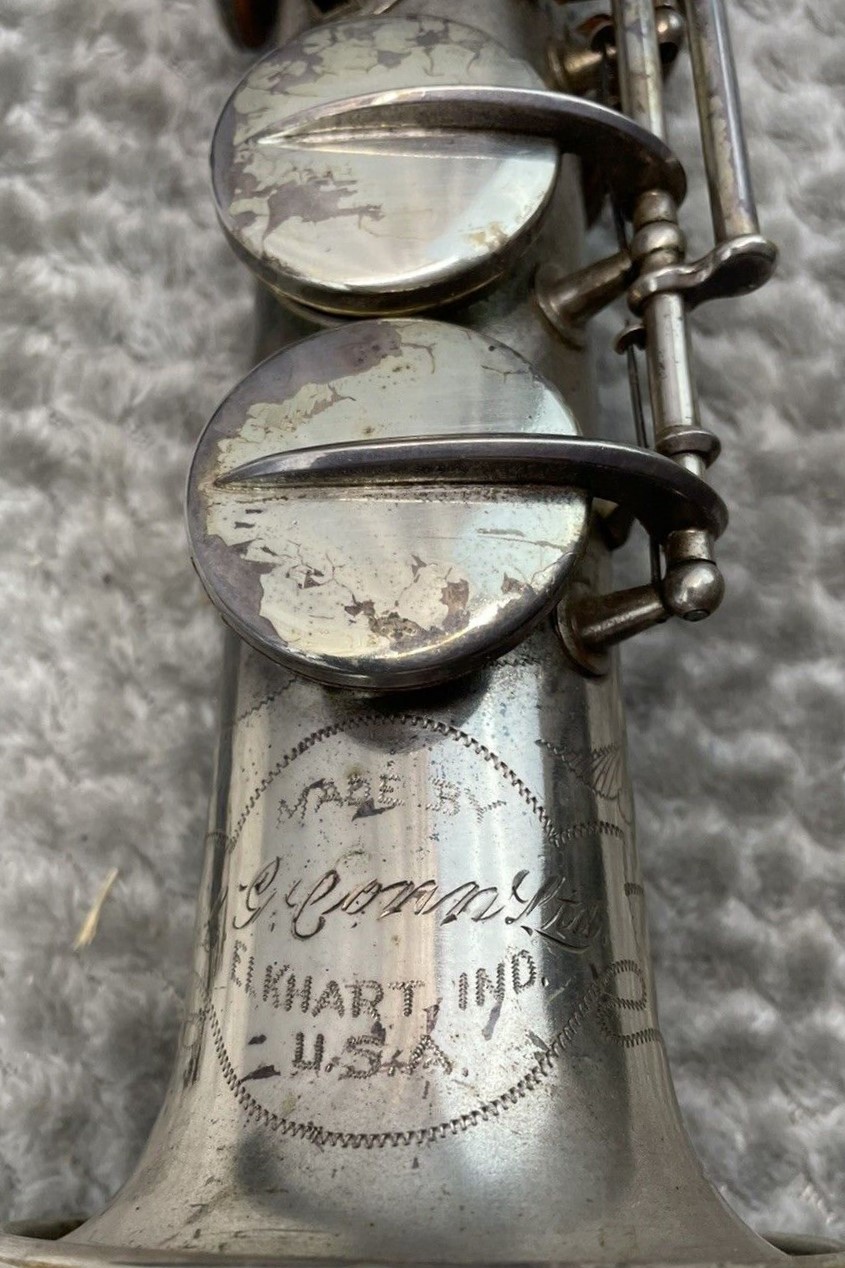 MADE BY
G. Conn Ltd
ELKHART IND.
U.S.A.